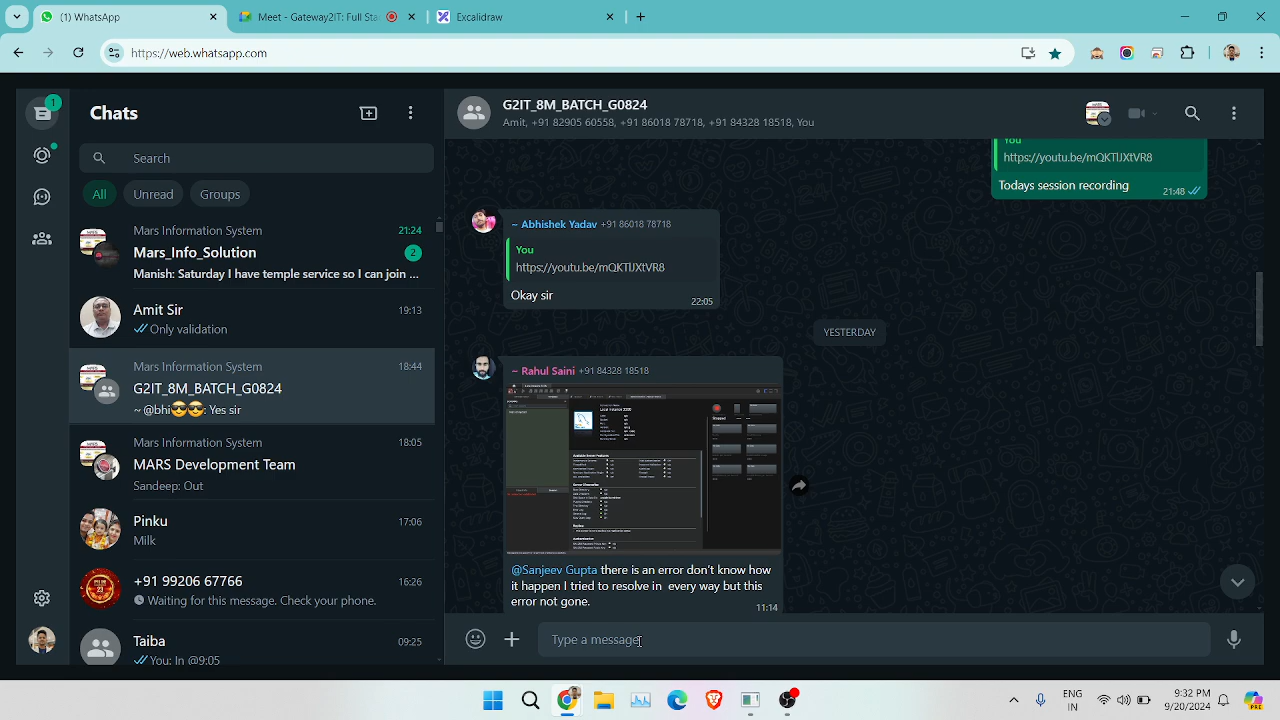 (1) WhatsApp
Meet - Gateway2IT: Full Sta
Excalidraw
https://web.whatsapp.com
1
Chats
Search
All
Unread
Groups
Mars Information System
21:24
Mars_Info_Solution
2
Manish: Saturday I have temple service so I can join ...
Amit Sir
19:13
Only validation
Mars Information System
18:44
G2IT_8M_BATCH_G0824
Yes sir
Mars Information System
18:05
MIPS Development Team
Sardeep: Out
17:06
Milk
+91 99206 67766
16:26
Waiting for this message. Check your phone.
Taiba
09:25
You: In @9:05
G2IT_8M_BATCH_G0824
Amit, +91 82905 60558, +91 86018 78718, +91 84328 18518, You
You
https://youtu.be/mQKTlJXtVR8
Todays session recording
21:48
~ Abhishek Yadav +91 86018 78718
You
https://youtu.be/mQKTlJXtVR8
Okay sir
22:05
YESTERDAY
~ Rahul Saini +91 84328 18518
@Sanjeev Gupta there is an error don't know how
it happen I tried to resolve in every way but this
error not gone.
11:14
Type a message
ENG
IN
9:32 PM
9/20/2024
PRE